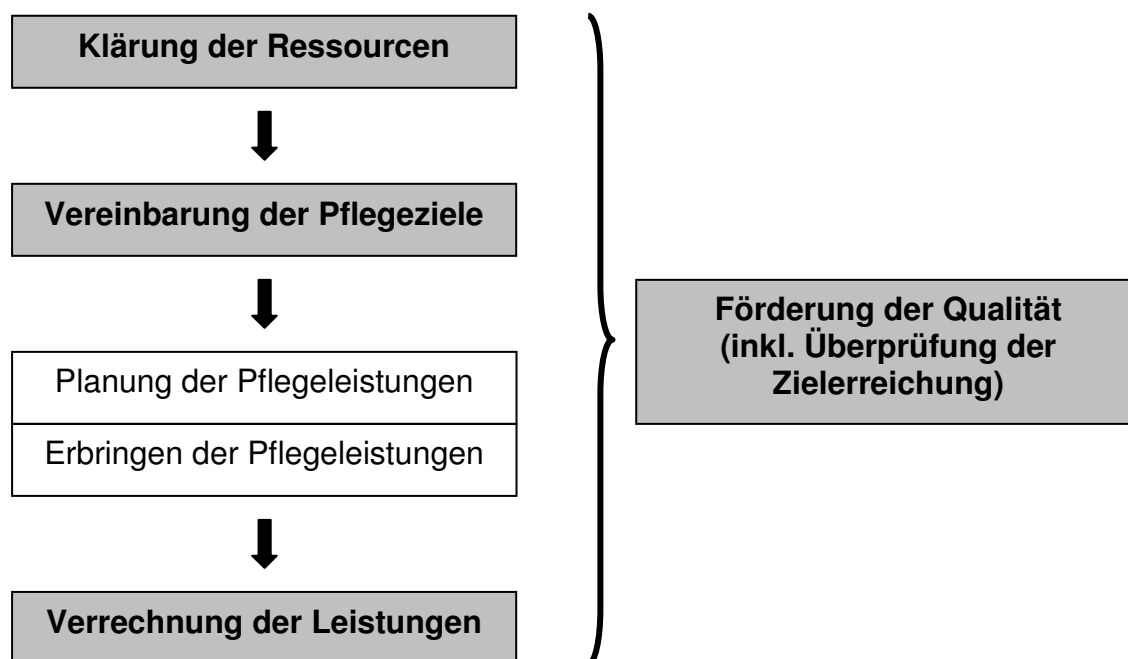 Klärung der Ressourcen
Vereinbarung der Pflegeziele
Planung der Pflegeleistungen
Erbringen der Pflegeleistungen
Verrechnung der Leistungen
Förderung der Qualität
(inkl. Überprüfung der
Zielerreichung)